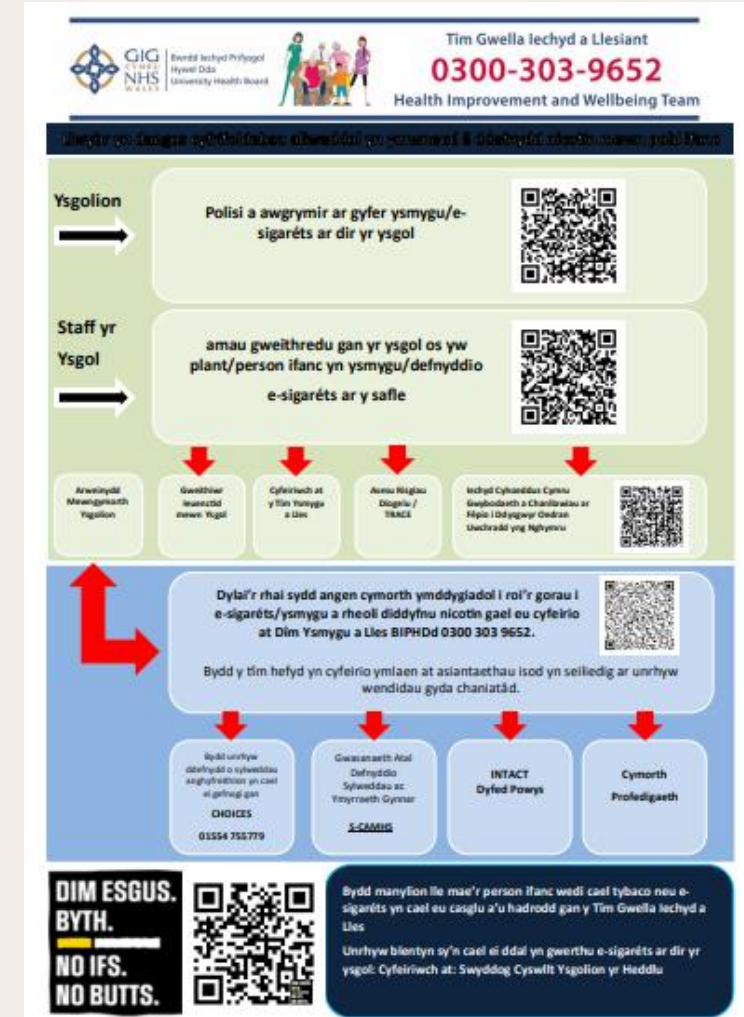 GIG
CYMRU
NHS
WALES
Bwrdd Iechyd Prifysgol
Hywel Dda
University Health Board
Tim Gwella Iechyd a Llesiant
0300-303-9652
Health Improvement and Wellbeing Team
Ysgolion
Polisi a awgrymir ar gyfer ysmygu/e-
sigaréts ar dir yr ysgol
Staff yr
Ysgol
amau gweithredu gan yr ysgol os yw
plant/person ifanc yn ysmygu/defnyddio
e-sigaréts ar y safle
Arweinydd
Mewngymorth
Ysgolion
Gweithiwr
Ieuenctid
mewn Ysgol
Cyfeiriwch at
y Tim Ysmygu
a Lles
Asesu Risgiau
Diogelu /
TRACE
Iechyd Cyhoeddus Cymru
Gwybodaeth a Chanllawiau ar
Fêpio i Ddysgwyr Oedran
Uwchradd yng Nghymru
Dylai'r rhai sydd angen cymorth ymddygiadol i roi'r gorau i
e-sigaréts/ysmygu a rheoli diddyfnu nicotin gael eu cyfeirio
at Dîm Ysmygu a Lles BIPHDd 0300 303 9652.
Bydd y tîm hefyd yn cyfeirio ymlaen at asiantaethau isod yn seiliedig ar unrhyw
wendidau gyda chaniatâd.
Bydd unrhyw
ddefnydd o sylweddau
anghyfreithlon yn cael
ei gefnogi gan
CHOICES
01554 755779
Gwasanaeth Atal
Defnyddio
Sylweddau ac
Ymyrraeth Gynnar
S-CAMHS
INTACT
Dyfed Powys
Cymorth
Profedigaeth
DIM ESGUS.
BYTH.
NO IFS.
NO BUTTS.
Bydd manylion lle mae'r person ifanc wedi cael tybaco neu e-
sigaréts yn cael eu casglu a'u hadrodd gan y Tim Gwella Iechyd a
Lles
Unrhyw blentyn sy'n cael ei ddal yn gwerthu e-sigaréts ar dir yr
ysgol: Cyfeiriwch at: Swyddog Cyswllt Ysgolion yr Heddlu